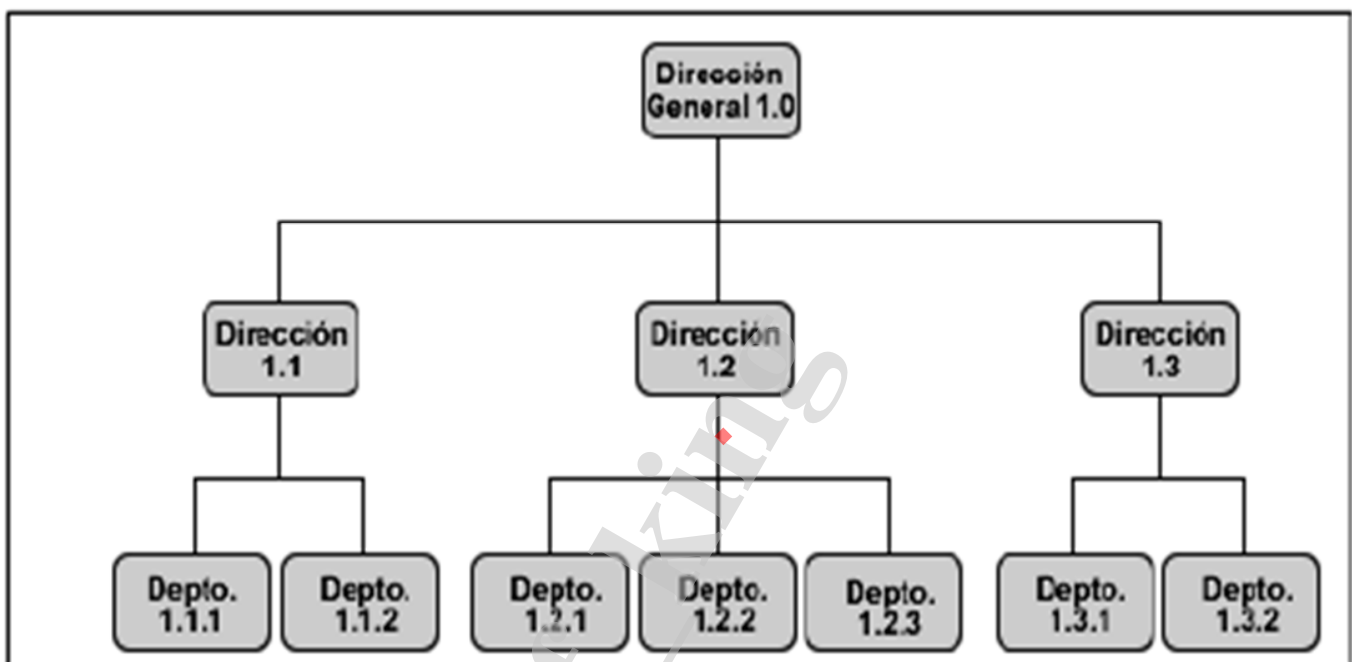 Dirección
General 1.0
Dirección
1.1
Dirección
1.2
Dirección
1.3
Depto.
1.1.1
Depto.
1.1.2
Depto.
1.2.1
Depto.
1.2.2
Depto.
1.2.3
Depto.
1.3.1
Depto.
1.3.2
king